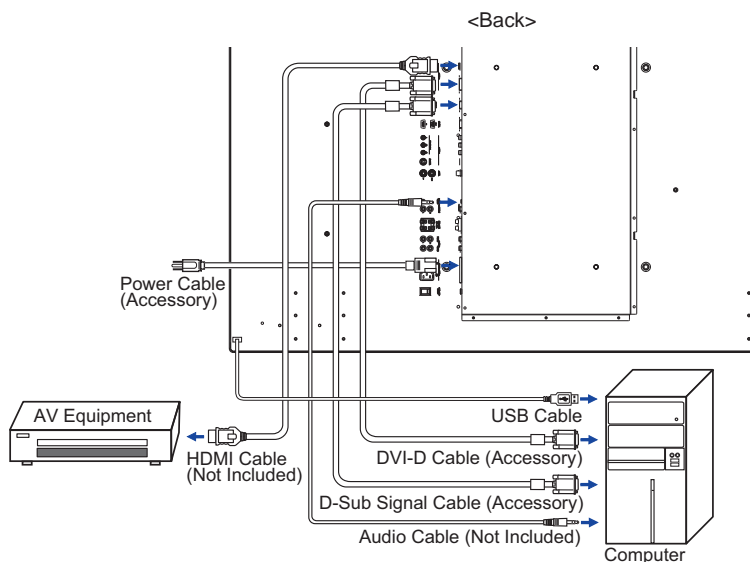 <Back>
Power Cable
(Accessory)
AV Equipment
HDMI Cable
(Not Included)
USB Cable
DVI-D Cable (Accessory)
D-Sub Signal Cable (Accessory)
Audio Cable (Not Included)
Computer